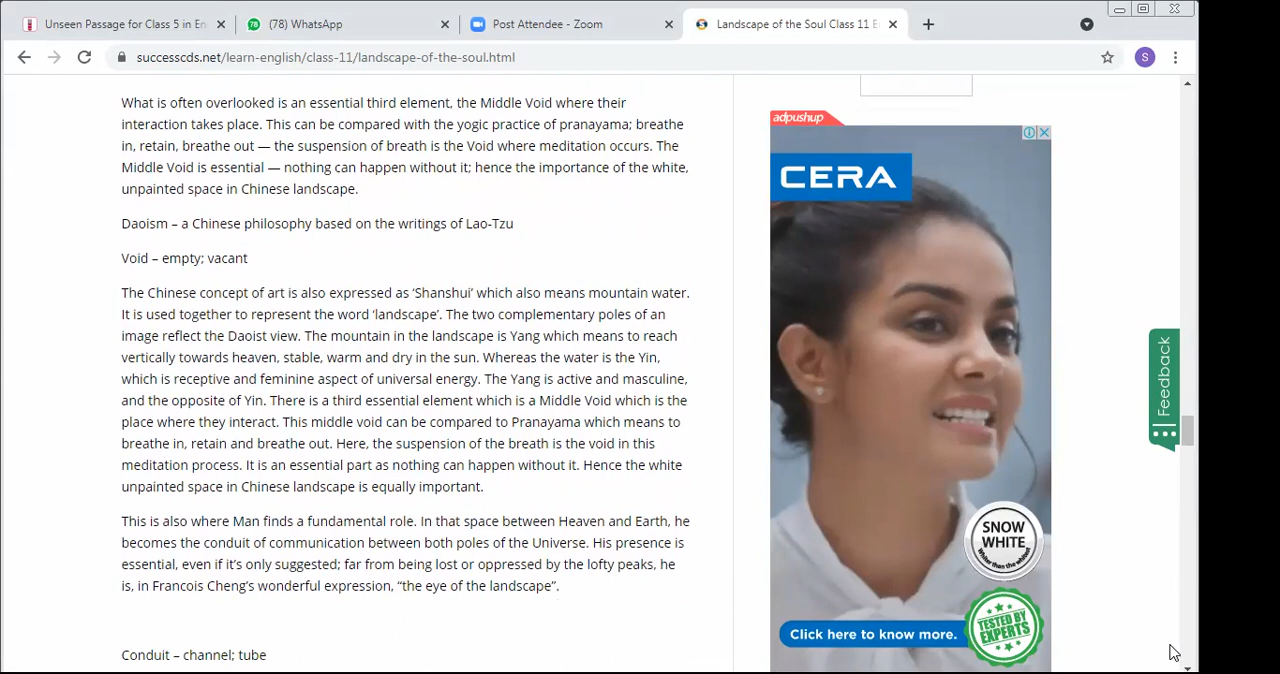 Unseen Passage for Class 5 in En
(78) WhatsApp
Post Attendee - Zoom
Landscape of the Soul Class 11 E
successcds.net/learn-english/class-11/landscape-of-the-soul.html
S
What is often overlooked is an essential third element, the Middle Void where their
interaction takes place. This can be compared with the yogic practice of pranayama; breathe
in, retain, breathe out — the suspension of breath is the Void where meditation occurs. The
Middle Void is essential — nothing can happen without it; hence the importance of the white,
unpainted space in Chinese landscape.
Daoism – a Chinese philosophy based on the writings of Lao-Tzu
Void – empty; vacant
The Chinese concept of art is also expressed as ‘Shanshui’ which also means mountain water.
It is used together to represent the word ‘landscape’. The two complementary poles of an
image reflect the Daoist view. The mountain in the landscape is Yang which means to reach
vertically towards heaven, stable, warm and dry in the sun. Whereas the water is the Yin,
which is receptive and feminine aspect of universal energy. The Yang is active and masculine,
and the opposite of Yin. There is a third essential element which is a Middle Void which is the
place where they interact. This middle void can be compared to Pranayama which means to
breathe in, retain and breathe out. Here, the suspension of the breath is the void in this
meditation process. It is an essential part as nothing can happen without it. Hence the white
unpainted space in Chinese landscape is equally important.
This is also where Man finds a fundamental role. In that space between Heaven and Earth, he
becomes the conduit of communication between both poles of the Universe. His presence is
essential, even if it’s only suggested; far from being lost or oppressed by the lofty peaks, he
is, in Francois Cheng’s wonderful expression, “the eye of the landscape”.
Conduit – channel; tube
adpushup
CERA
SNOW
WHITE
Whiter than the whitest
TESTED BY
EXPERTS
Click here to know more.
Feedback